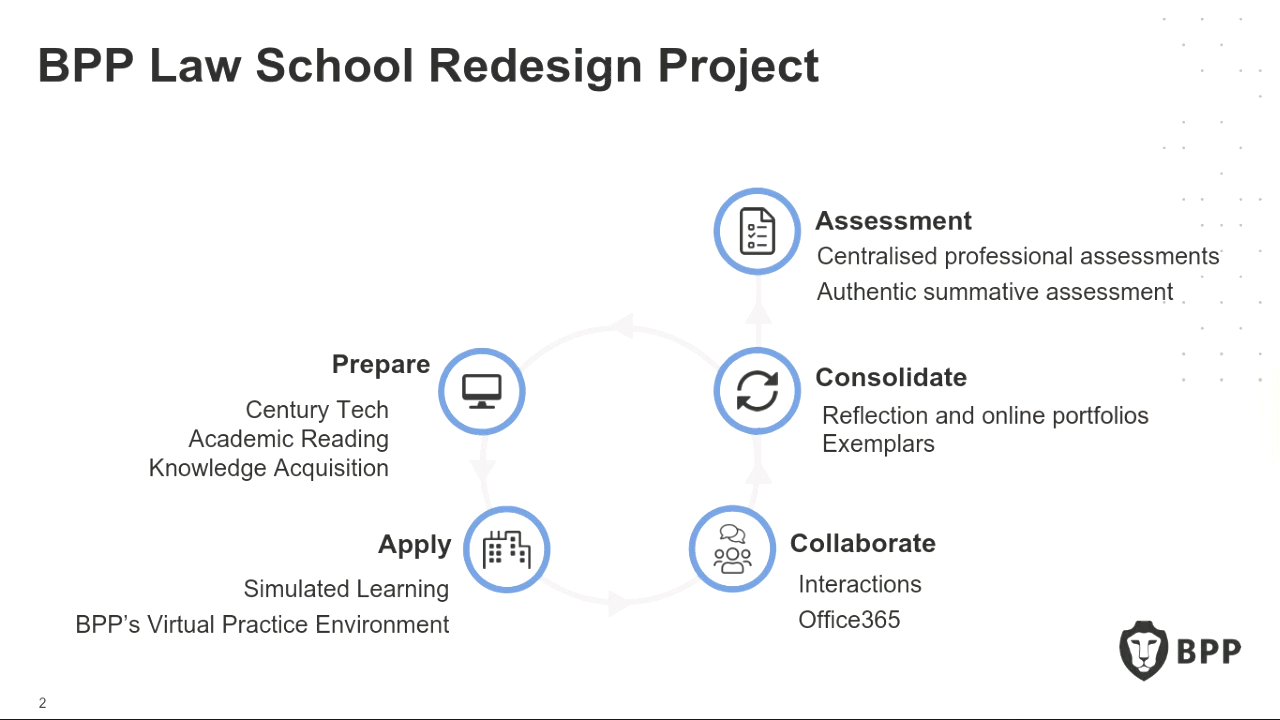 BPP Law School Redesign Project
Assessment
Centralised professional assessments
Authentic summative assessment
Prepare
Century Tech
Academic Reading
Knowledge Acquisition
Consolidate
Reflection and online portfolios
Exemplars
Apply
Simulated Learning
BPP’s Virtual Practice Environment
Collaborate
Interactions
Office365
BPP
2